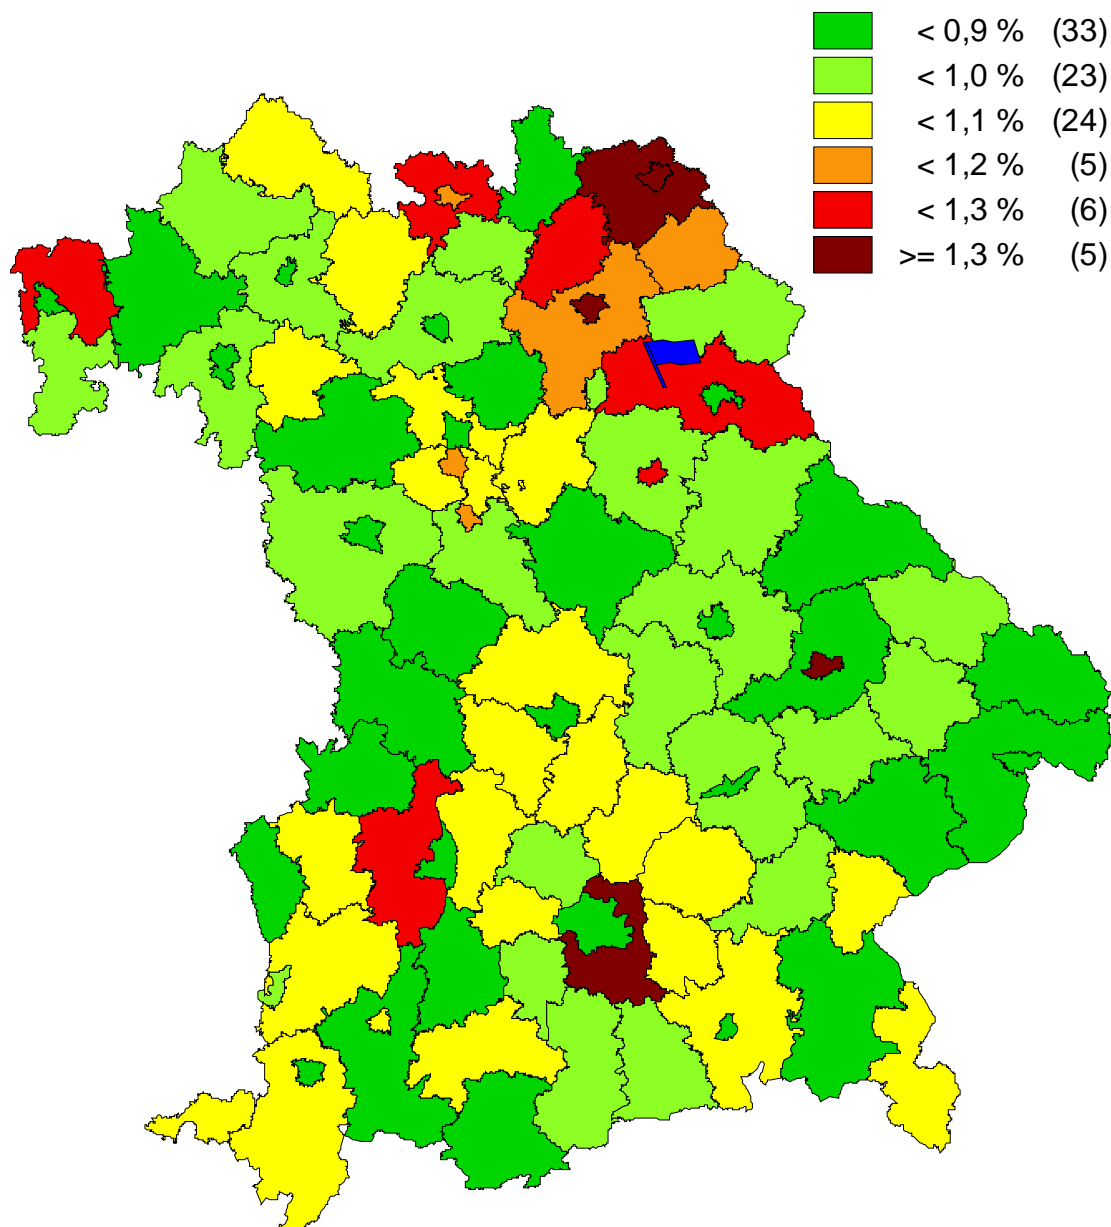 < 0,9 % (33)
< 1,0 % (23)
< 1,1 % (24)
< 1,2 % (5)
< 1,3 % (6)
>= 1,3 % (5)